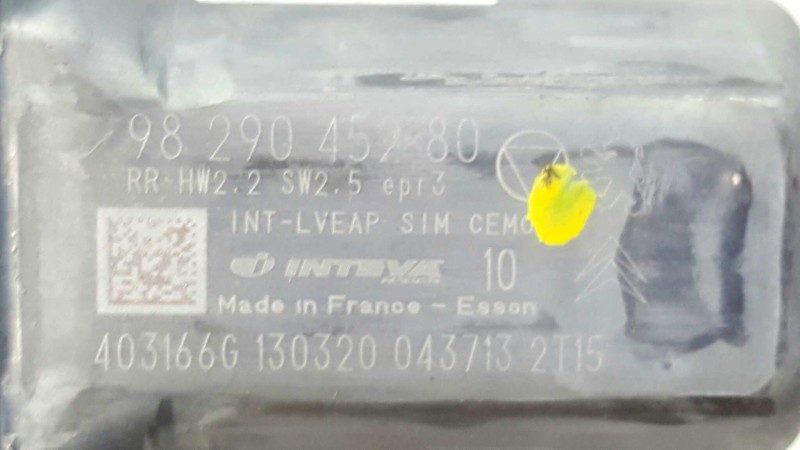 98 290 452 80
RR-HW2.2 SW2.5 epr3
INT-LVEAP SIM CEMO
INTEVA 10
Made in France - Esson
403166G 130320 043713 2T15